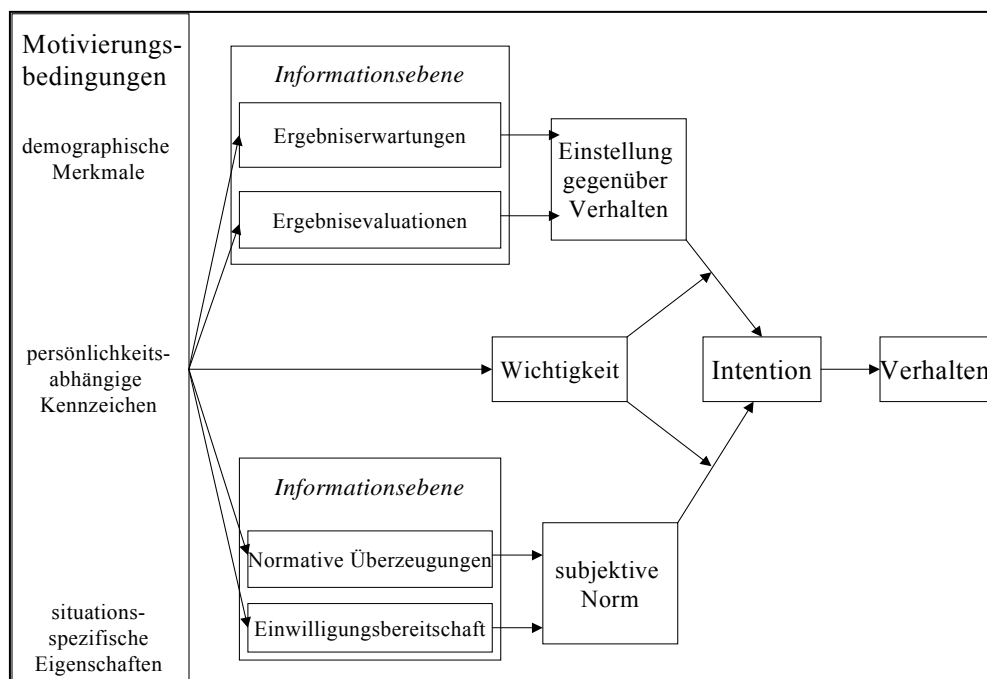 Motivierungs-
bedingungen
demographische
Merkmale
persönlichkeits-
abhängige
Kennzeichen
situations-
spezifische
Eigenschaften
Informationsebene
Ergebniserwartungen
Ergebnisevaluationen
Einstellung
gegenüber
Verhalten
Wichtigkeit
Intention
Verhalten
Informationsebene
Normative Überzeugungen
Einwilligungsbereitschaft
subjektive
Norm